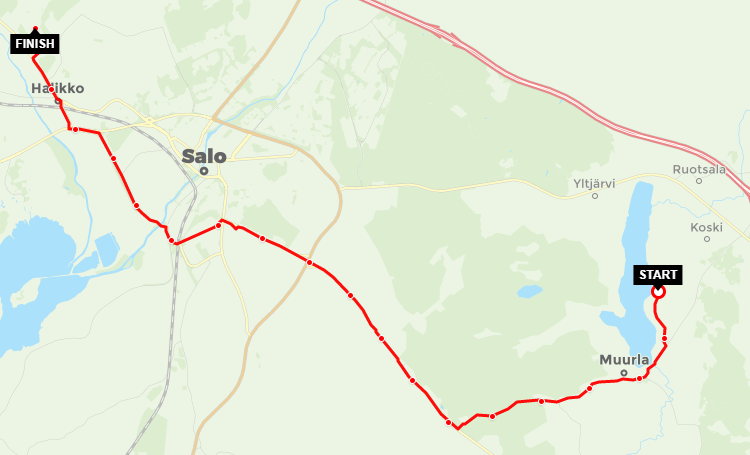 FINISH
Halikko
Salo
Yltjärvi
Ruotsala
Koski
START
Muurla